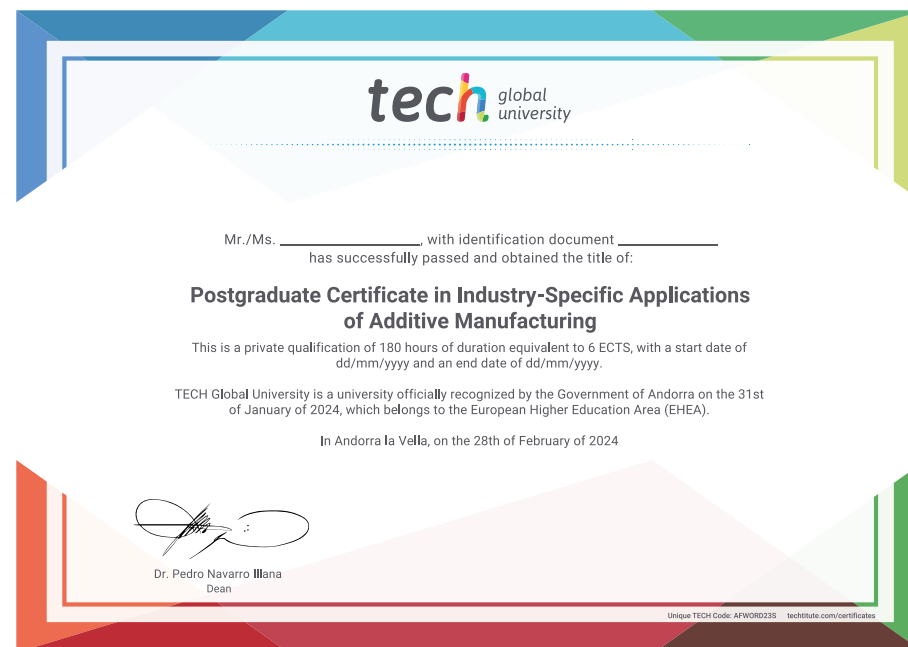 tech global university
Mr./Ms. ____________, with identification document ____________
has successfully passed and obtained the title of:
Postgraduate Certificate in Industry-Specific Applications
of Additive Manufacturing
This is a private qualification of 180 hours of duration equivalent to 6 ECTS, with a start date of
dd/mm/yyyy and an end date of dd/mm/yyyy.
TECH Global University is a university officially recognized by the Government of Andorra on the 31st
of January of 2024, which belongs to the European Higher Education Area (EHEA).
In Andorra la Vella, on the 28th of February of 2024
Dr. Pedro Navarro Illana
Dean
Unique TECH Code: AFWORD23S techtitute.com/certificates